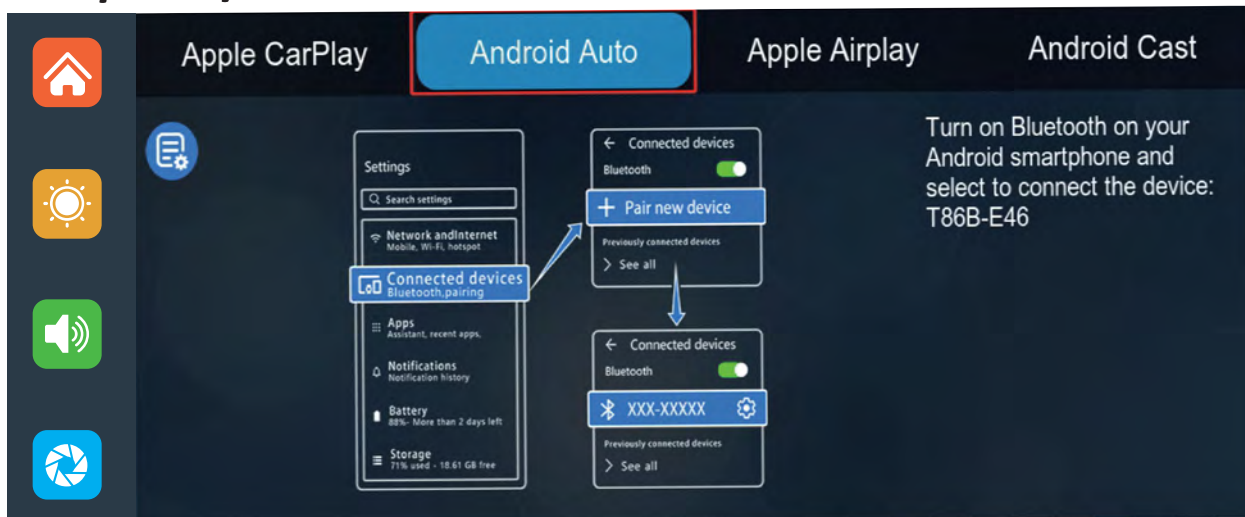 Apple CarPlay
Android Auto
Apple Airplay
Android Cast
Turn on Bluetooth on your
Android smartphone and
select to connect the device:
T86B-E46
Settings
Search settings
Network andInternet
Mobile, Wi-Fi, hotspot
Connected devices
Bluetooth,pairing
Apps
Assistant, recent apps,
Notifications
Notification history
Battery
88%- More than 2 days left
Storage
71% used - 18.61 GB free
← Connected devices
Bluetooth
+ Pair new device
Previously connected devices
> See all
← Connected devices
Bluetooth
XXX-XXXXX
Previously connected devices
> See all